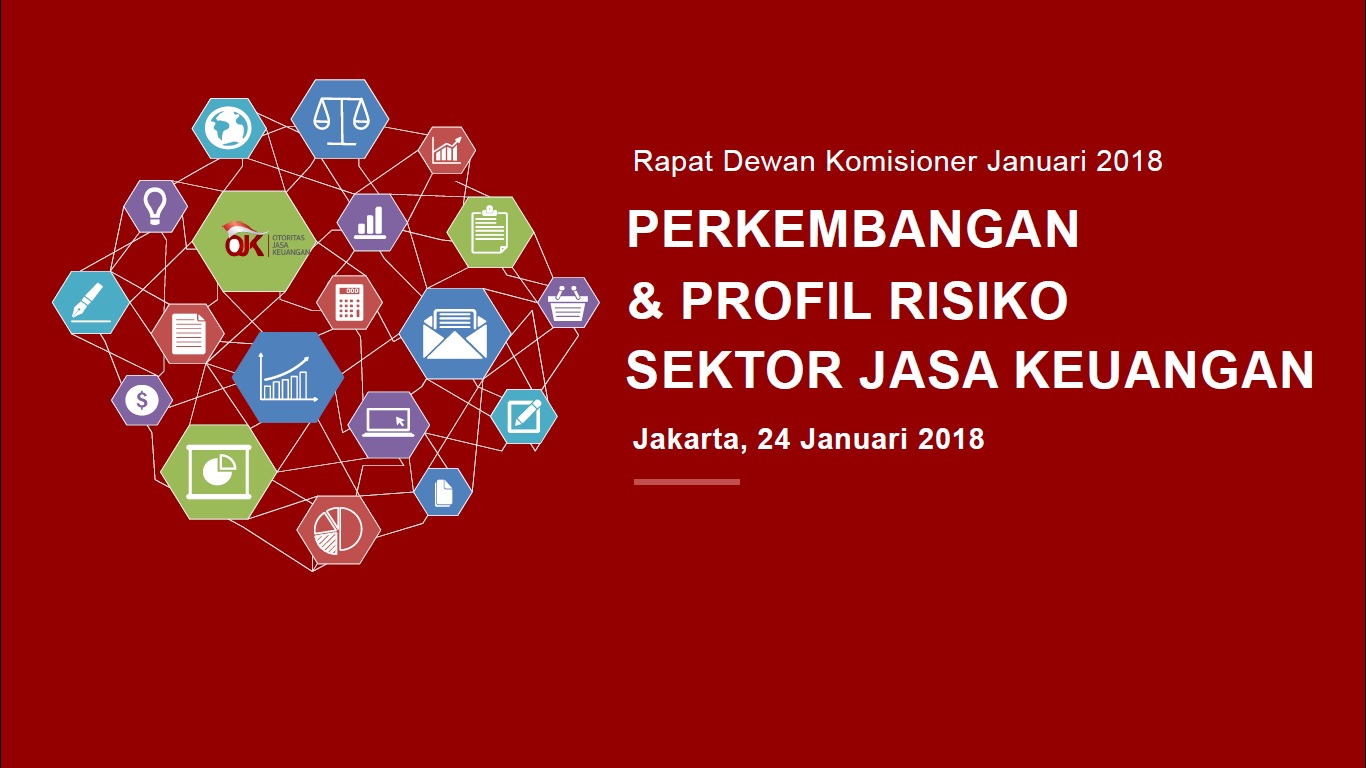 Rapat Dewan Komisioner Januari 2018
PERKEMBANGAN
& PROFIL RISIKO
SEKTOR JASA KEUANGAN
Jakarta, 24 Januari 2018
OJK
OTORITAS
JASA
KEUANGAN
$